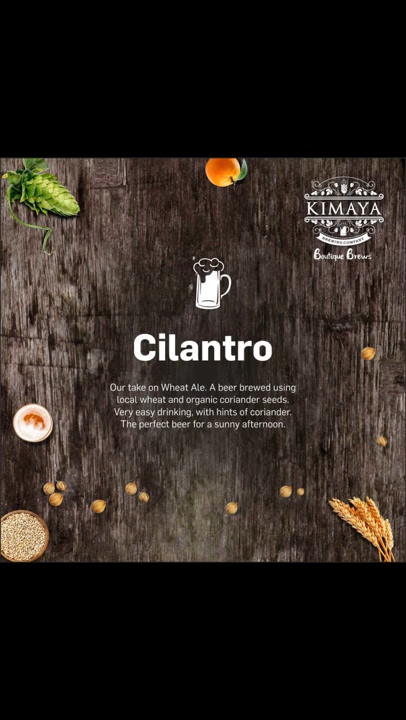 KIMAYA
BREWING COMPANY
Boutique Brews
Cilantro
Our take on Wheat Ale. A beer brewed using
local wheat and organic coriander seeds.
Very easy drinking, with hints of coriander.
The perfect beer for a sunny afternoon.